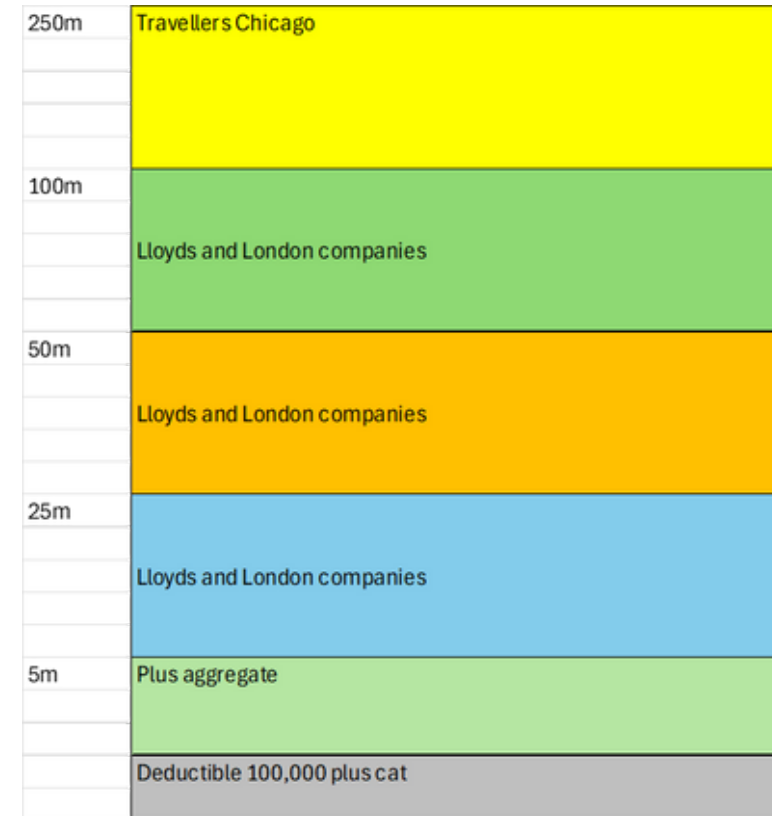 250m Travellers Chicago
100m
Lloyds and London companies
50m
Lloyds and London companies
25m
Lloyds and London companies
5m Plus aggregate
Deductible 100,000 plus cat